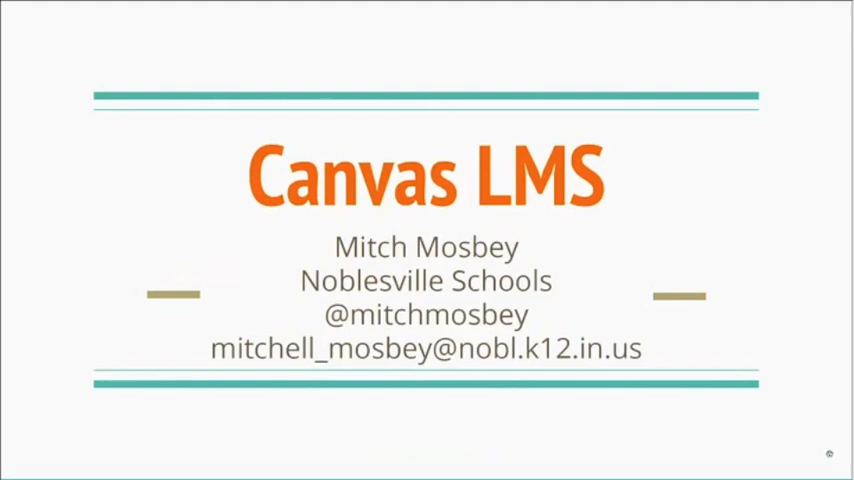 Canvas LMS
Mitch Mosbey
Noblesville Schools
@mitchmosbey
mitchell_mosbey@nobl.k12.in.us